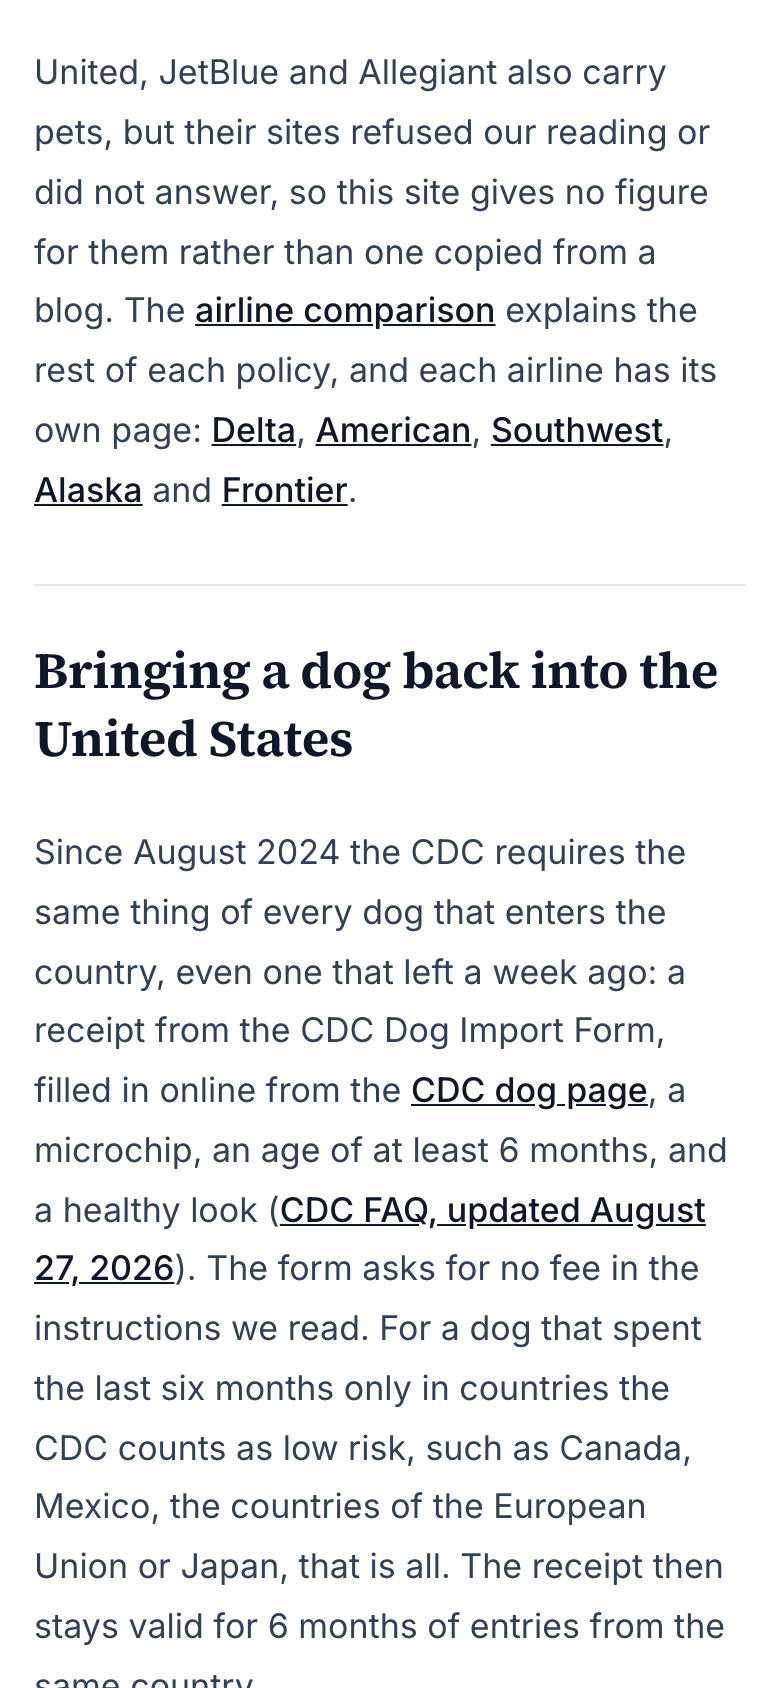 United, JetBlue and Allegiant also carry
pets, but their sites refused our reading or
did not answer, so this site gives no figure
for them rather than one copied from a
blog. The airline comparison explains the
rest of each policy, and each airline has its
own page: Delta, American, Southwest,
Alaska and Frontier.
Bringing a dog back into the
United States
Since August 2024 the CDC requires the
same thing of every dog that enters the
country, even one that left a week ago: a
receipt from the CDC Dog Import Form,
filled in online from the CDC dog page, a
microchip, an age of at least 6 months, and
a healthy look (CDC FAQ, updated August
27, 2026). The form asks for no fee in the
instructions we read. For a dog that spent
the last six months only in countries the
CDC counts as low risk, such as Canada,
Mexico, the countries of the European
Union or Japan, that is all. The receipt then
stays valid for 6 months of entries from the
same country.